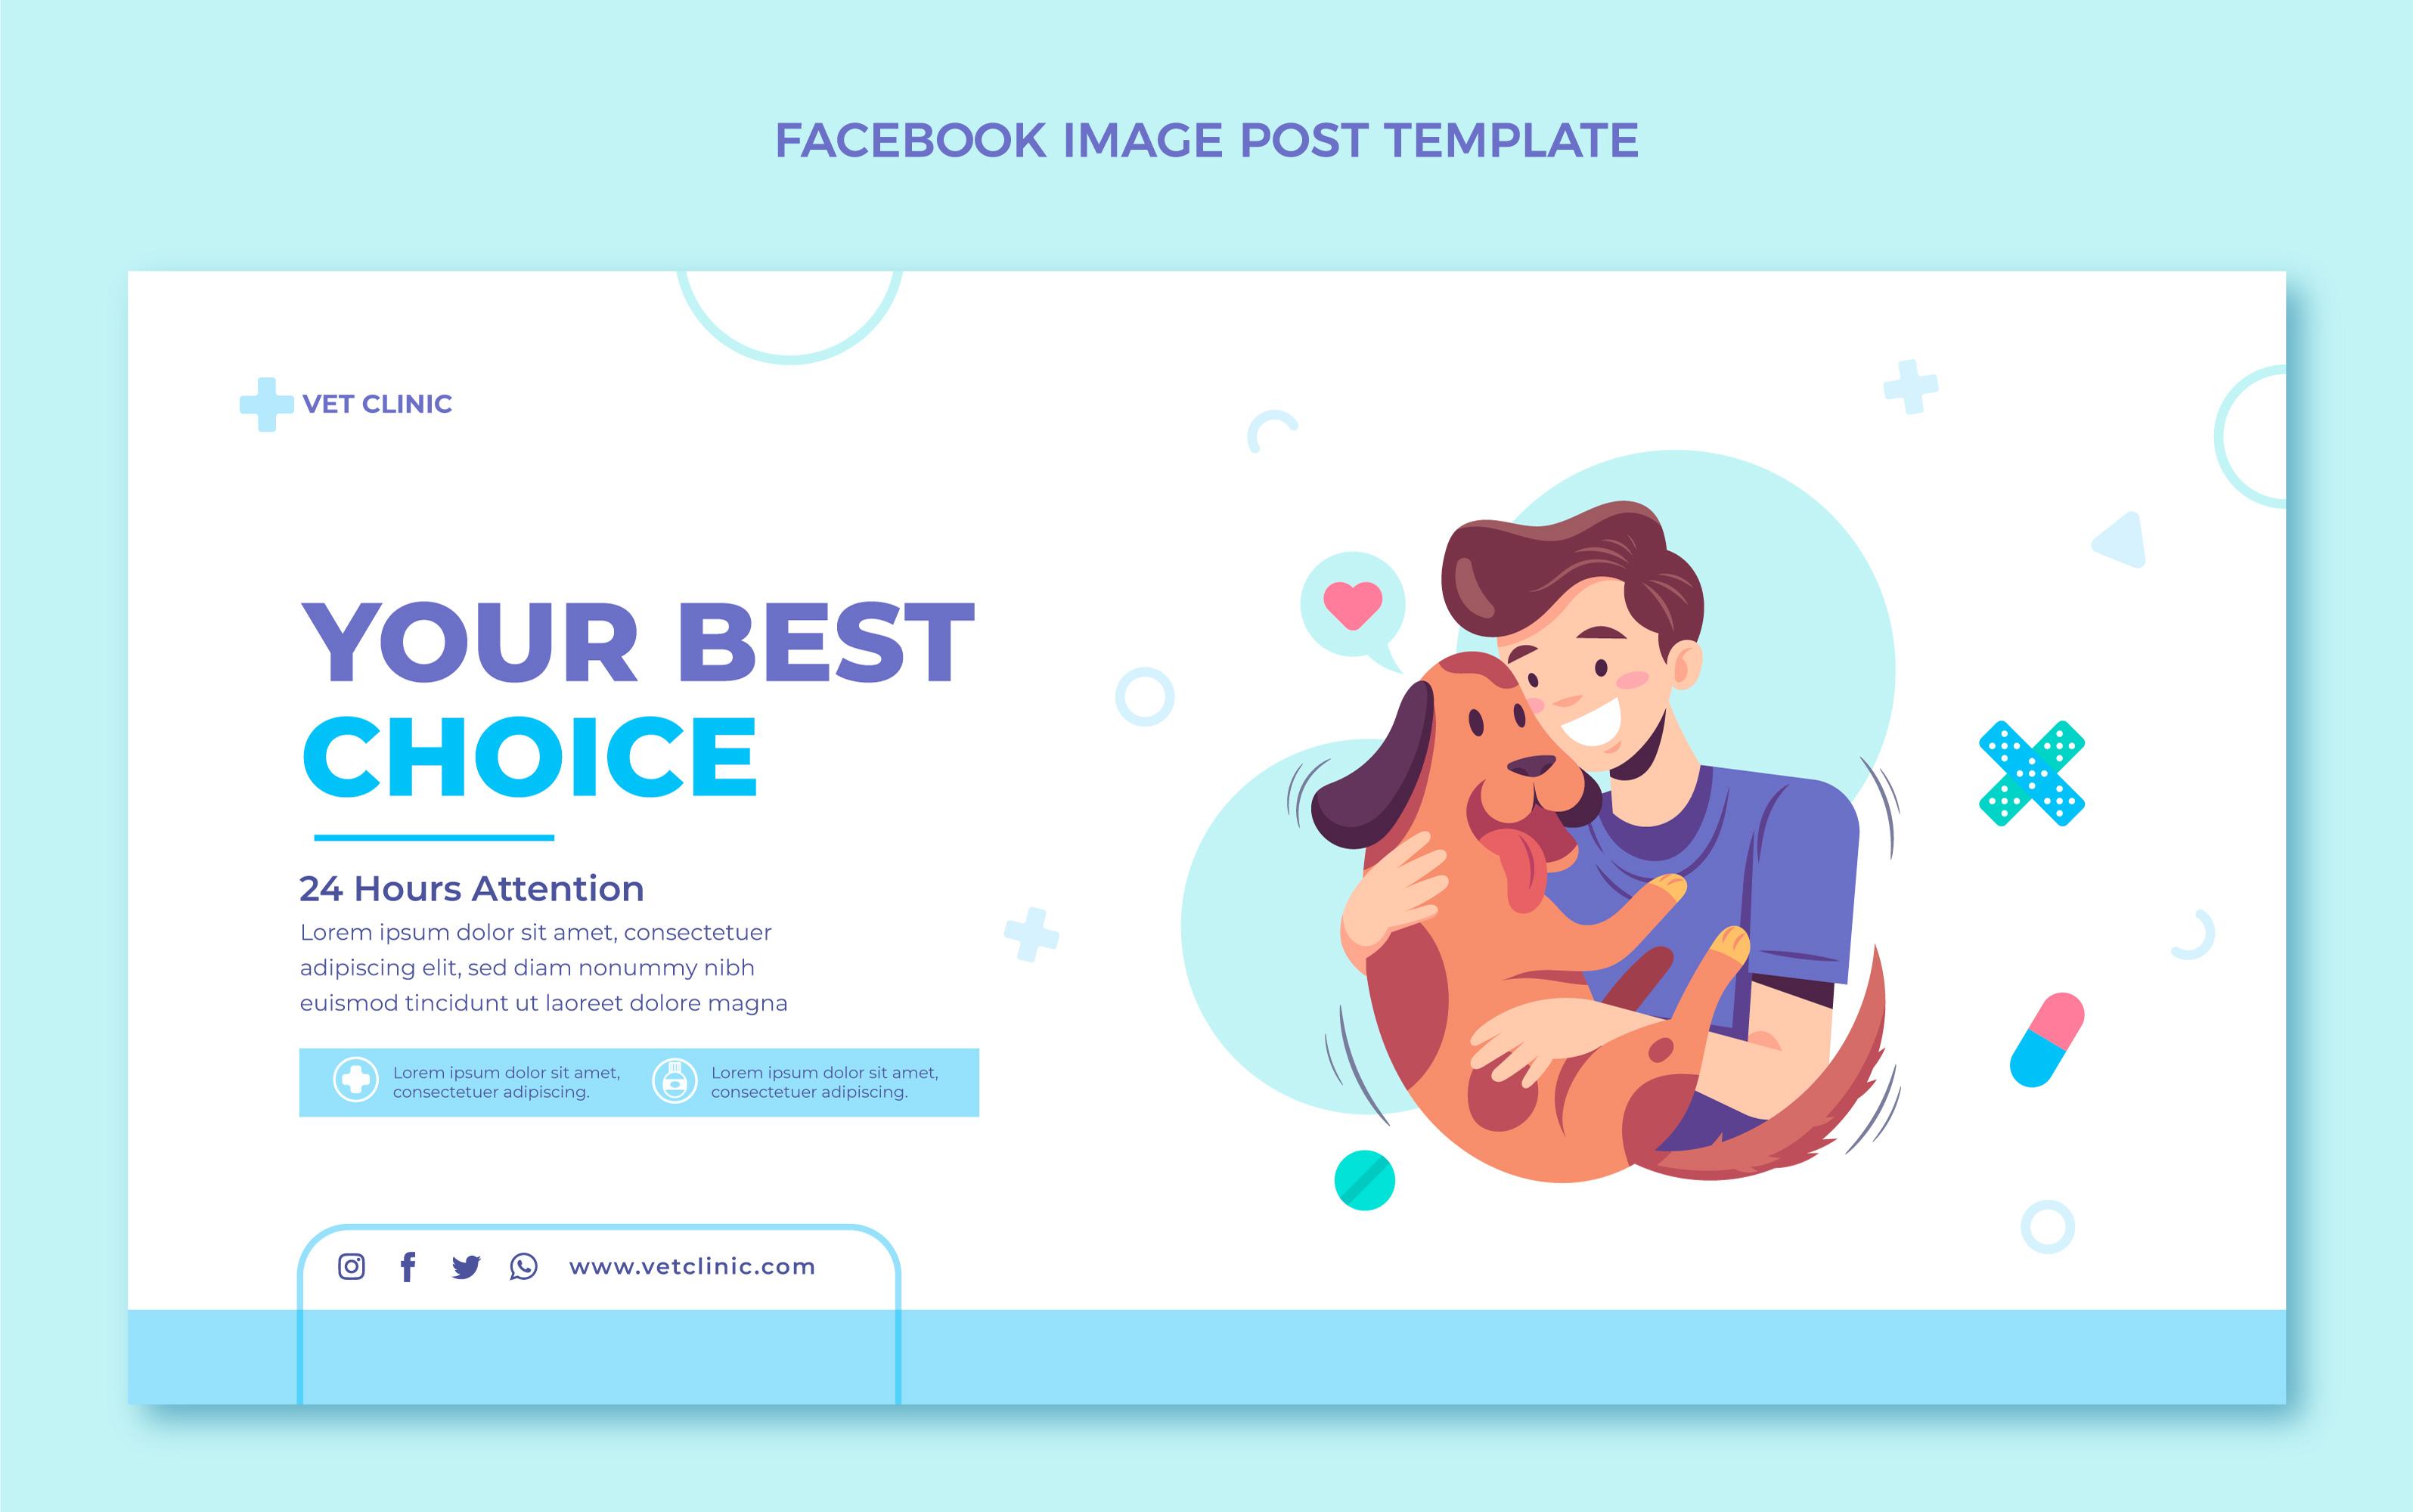 FACEBOOK IMAGE POST TEMPLATE
VET CLINIC
YOUR BEST
CHOICE
24 Hours Attention
Lorem ipsum dolor sit amet, consectetuer
adipiscing elit, sed diam nonummy nibh
euismod tincidunt ut laoreet dolore magna
Lorem ipsum dolor sit amet,
consectetuer adipiscing.
Lorem ipsum dolor sit amet,
consectetuer adipiscing.
www.vetclinic.com